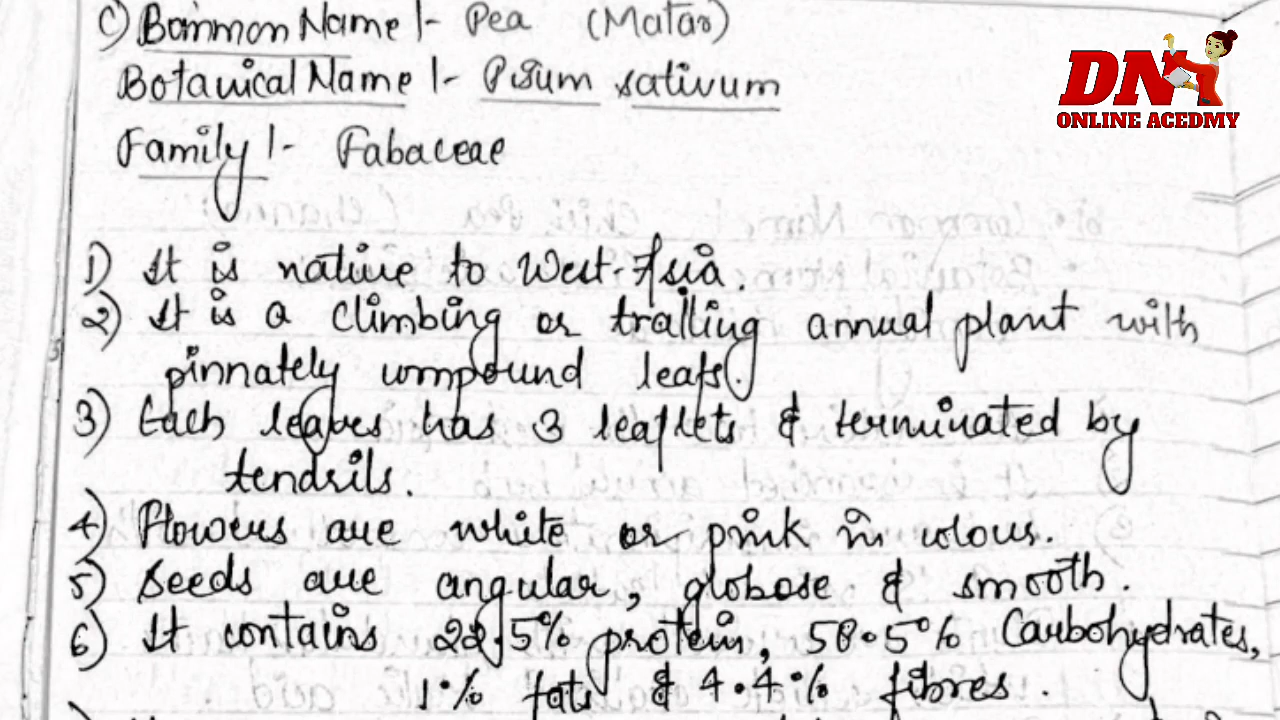 C) Bommon Name !- Pea (Matar)
Botanical Name !- Pisum sativum
Family !- Fabaceae
1) It is native to West-Asia.
2) It is a climbing or trailing annual plant with
pinnately compound leafs.
3) Each leaves has 3 leaflets & terminated by
tendrils.
4) Flowers are white or pink in colour.
5) Seeds are angular, globose & smooth.
6) It contains 22.5% protein, 58.5% Carbohydrates,
1% fats & 4.4% fibres.
DN
ONLINE ACEDMY